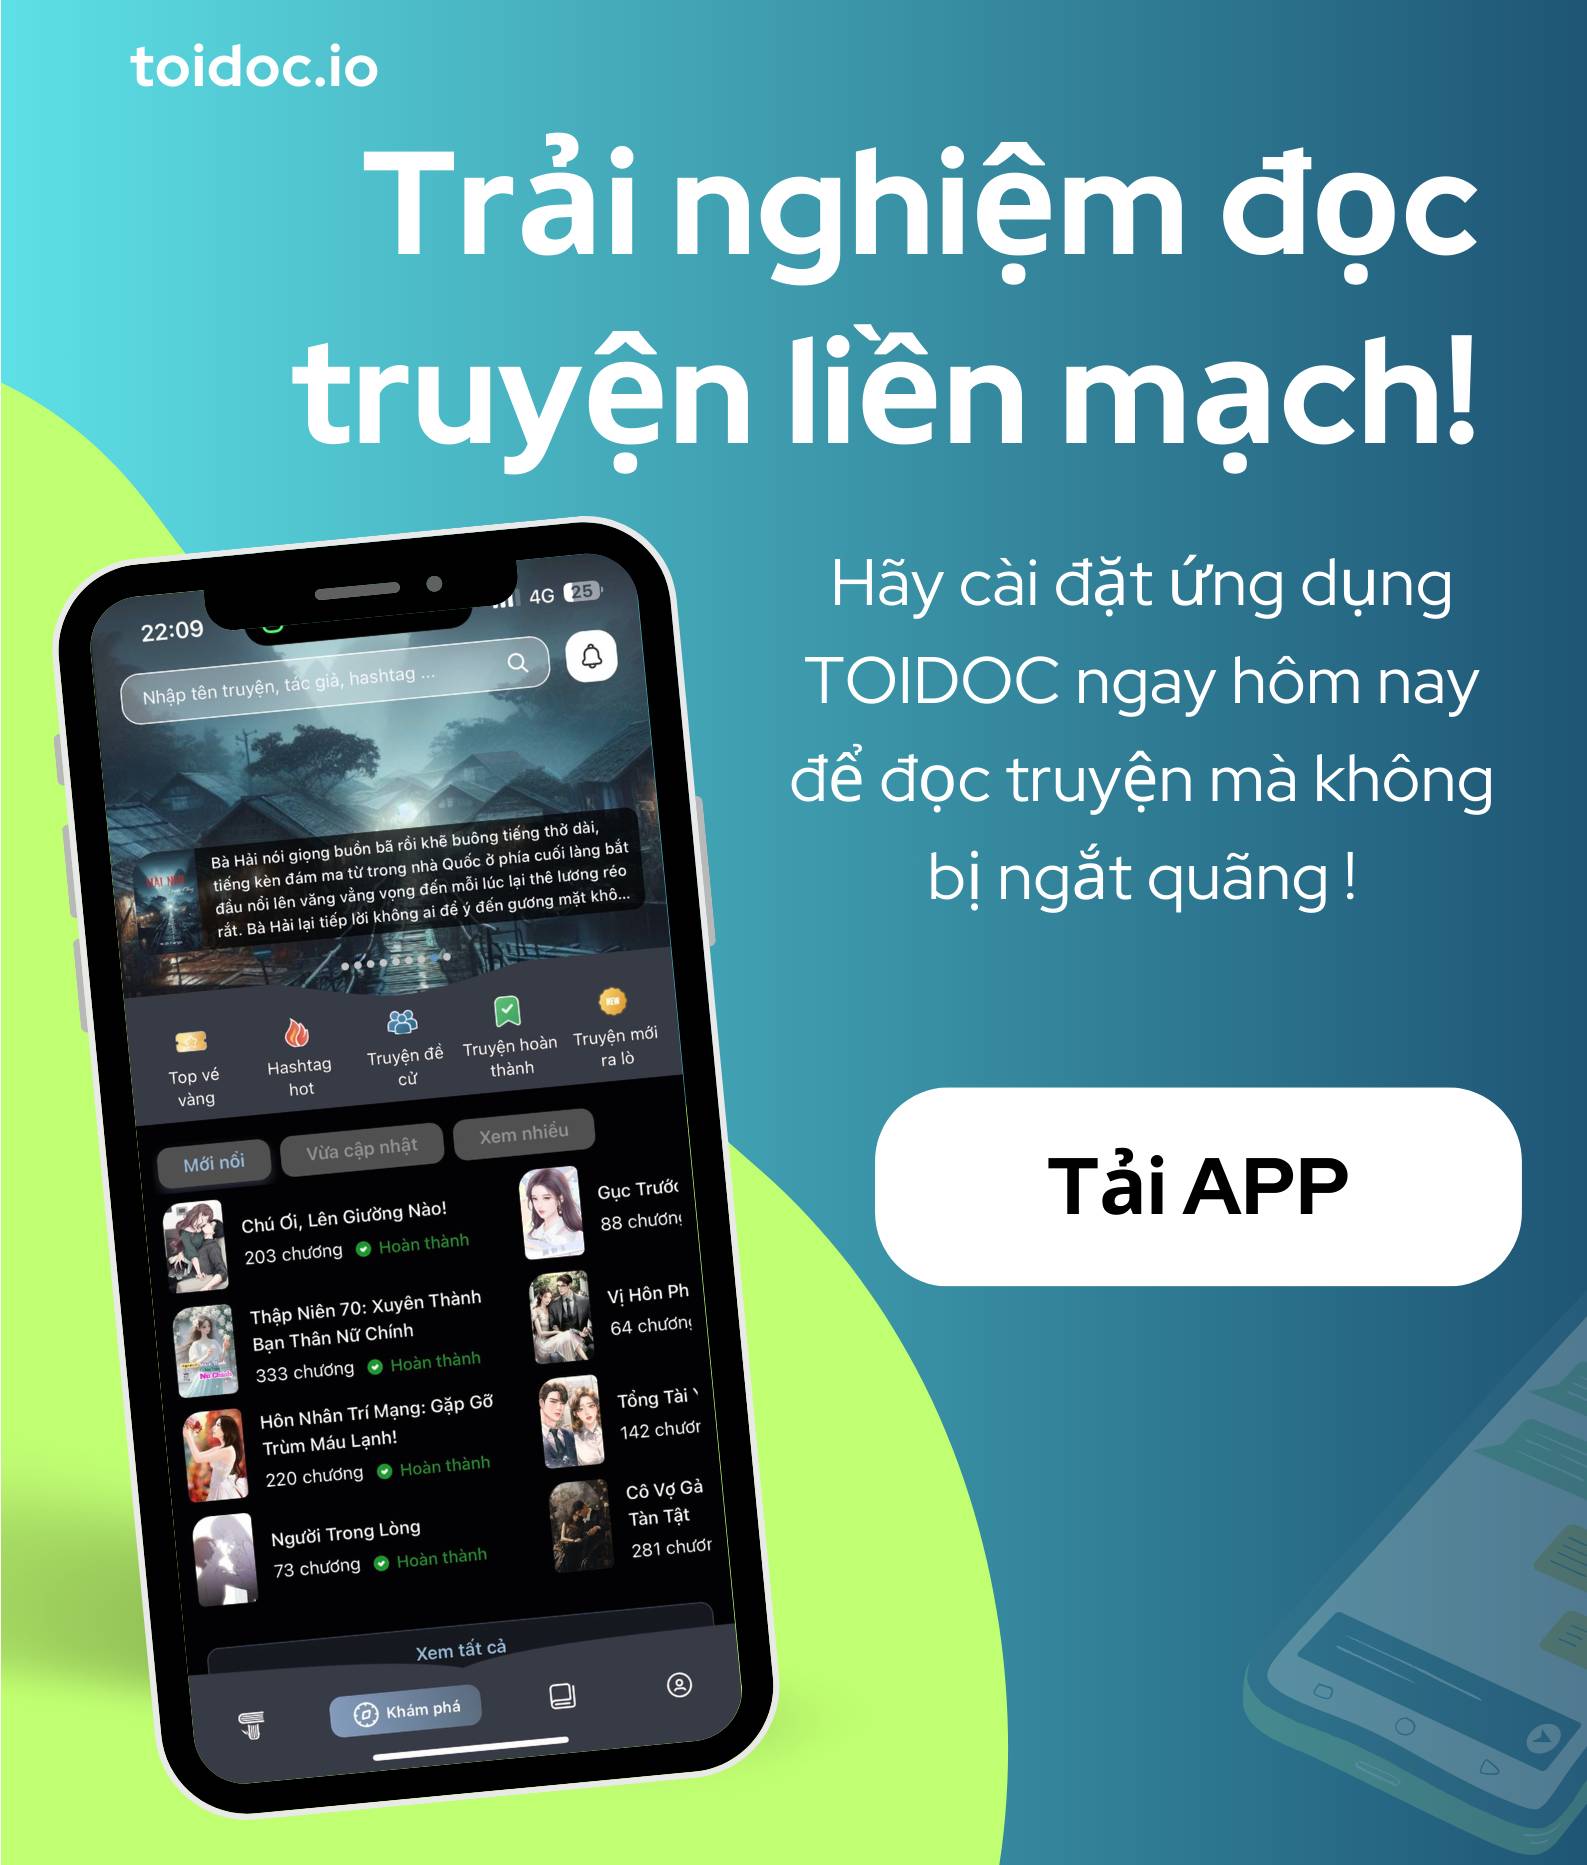 toidoc.io
Trải nghiệm đọc
truyện liền mạch!
Hãy cài đặt ứng dụng
TOIDOC ngay hôm nay
để đọc truyện mà không
bị ngắt quãng !
Tải APP
22:09
4G 25
Nhập tên truyện, tác giả, hashtag ...
Bà Hải nói giọng buồn bã rồi khẽ buông tiếng thở dài,
tiếng kèn đám ma từ trong nhà Quốc ở phía cuối làng bắt
đầu nổi lên văng vẳng vọng đến mỗi lúc lại thê lương réo
rắt. Bà Hải lại tiếp lời không ai để ý đến gương mặt khô...
Top vé
vàng
Hashtag
hot
Truyện đề
cử
Truyện hoàn
thành
NEW
Truyện mới
ra lò
Mới nổi
Vừa cập nhật
Xem nhiều
Chú Ơi, Lên Giường Nào!
203 chương Hoàn thành
Thập Niên 70: Xuyên Thành
Bạn Thân Nữ Chính
333 chương Hoàn thành
Hôn Nhân Trí Mạng: Gặp Gỡ
Trùm Máu Lạnh!
220 chương Hoàn thành
Người Trong Lòng
73 chương Hoàn thành
Gục Trước
88 chương
Vị Hôn Ph
64 chương
Tổng Tài
142 chươn
Cô Vợ Gả
Tàn Tật
281 chươn
Xem tất cả
Khám phá